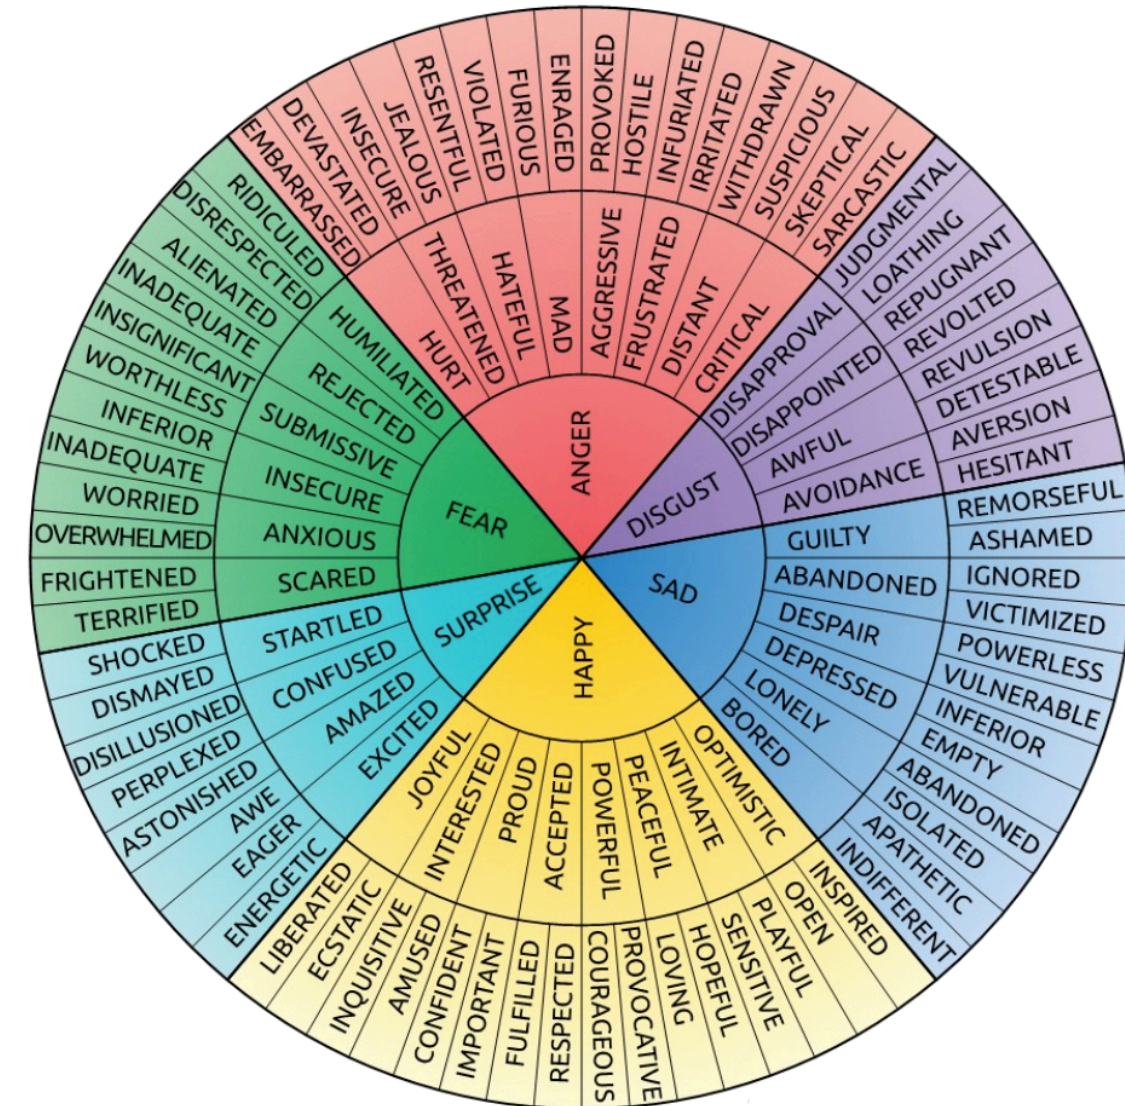 ANGER
HURT
THREATENED
HATEFUL
MAD
AGGRESSIVE
FRUSTRATED
DISTANT
CRITICAL
EMBARRASSED
DEVASTATED
INSECURE
JEALOUS
RESENTFUL
VIOLATED
FURIOUS
ENRAGED
PROVOKED
HOSTILE
INFURIATED
IRRITATED
WITHDRAWN
SUSPICIOUS
SKEPTICAL
SARCASTIC
DISGUST
DISAPPROVAL
DISAPPOINTED
AWFUL
AVOIDANCE
JUDGMENTAL
LOATHING
REPUGNANT
REVOLTED
REVULSION
DETESTABLE
AVERSION
HESITANT
SAD
GUILTY
ABANDONED
DESPAIR
DEPRESSED
LONELY
BORED
REMORSEFUL
ASHAMED
IGNORED
VICTIMIZED
POWERLESS
VULNERABLE
INFERIOR
EMPTY
ABANDONED
ISOLATED
APATHETIC
INDIFFERENT
HAPPY
OPTIMISTIC
INTIMATE
PEACEFUL
POWERFUL
ACCEPTED
PROUD
INTERESTED
JOYFUL
INSPIRED
OPEN
PLAYFUL
SENSITIVE
HOPEFUL
LOVING
PROVOCATIVE
COURAGEOUS
RESPECTED
FULFILLED
IMPORTANT
CONFIDENT
AMUSED
INQUISITIVE
ECSTATIC
LIBERATED
SURPRISE
EXCITED
AMAZED
CONFUSED
STARTLED
ENERGETIC
EAGER
AWE
ASTONISHED
PERPLEXED
DISILLUSIONED
DISMAYED
SHOCKED
FEAR
SCARED
ANXIOUS
INSECURE
SUBMISSIVE
REJECTED
HUMILIATED
TERRIFIED
FRIGHTENED
OVERWHELMED
WORRIED
INADEQUATE
INFERIOR
WORTHLESS
INSIGNIFICANT
INADEQUATE
ALIENATED
DISRESPECTED
RIDICULED